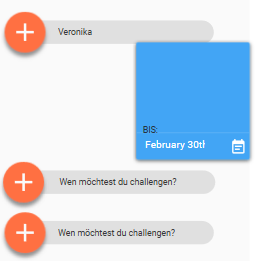 Veronika
BIS:
February 30th
Wen möchtest du challengen?
Wen möchtest du challengen?